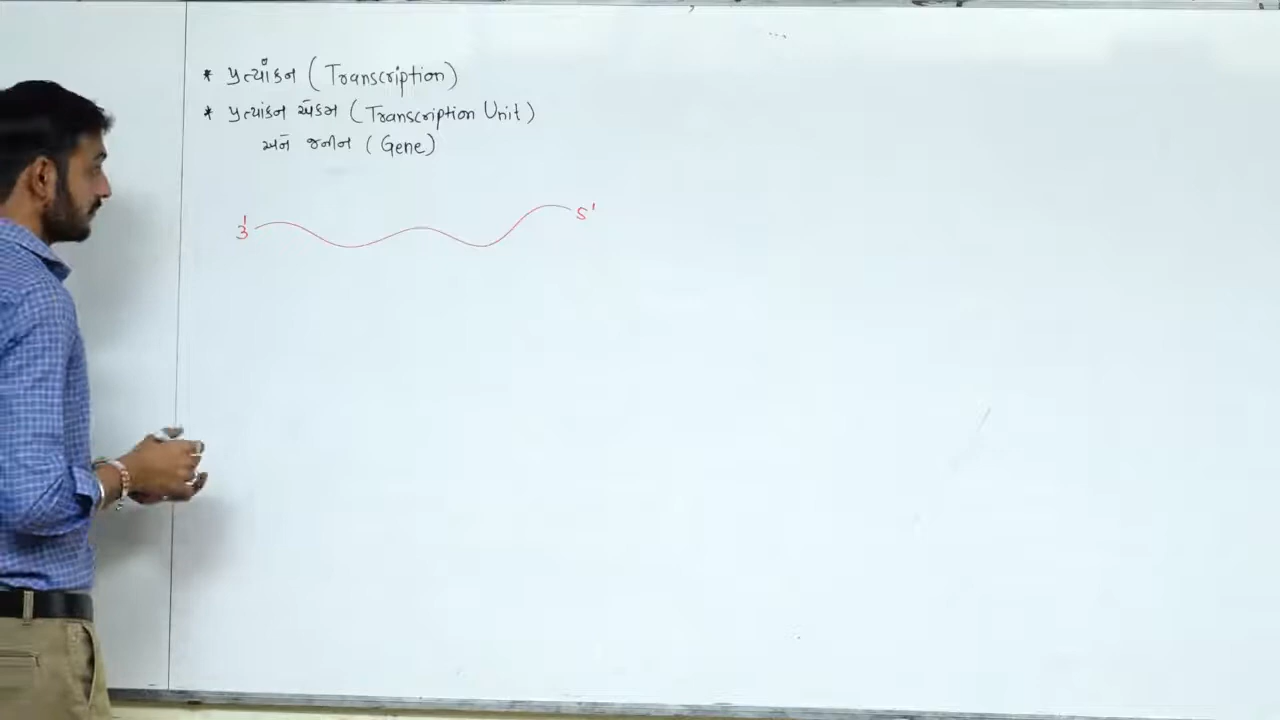 * પ્રત્યાંકન (Transcription)
* પ્રત્યાંકન એકમ (Transcription Unit)
અને જનીન (Gene)
3' 5'